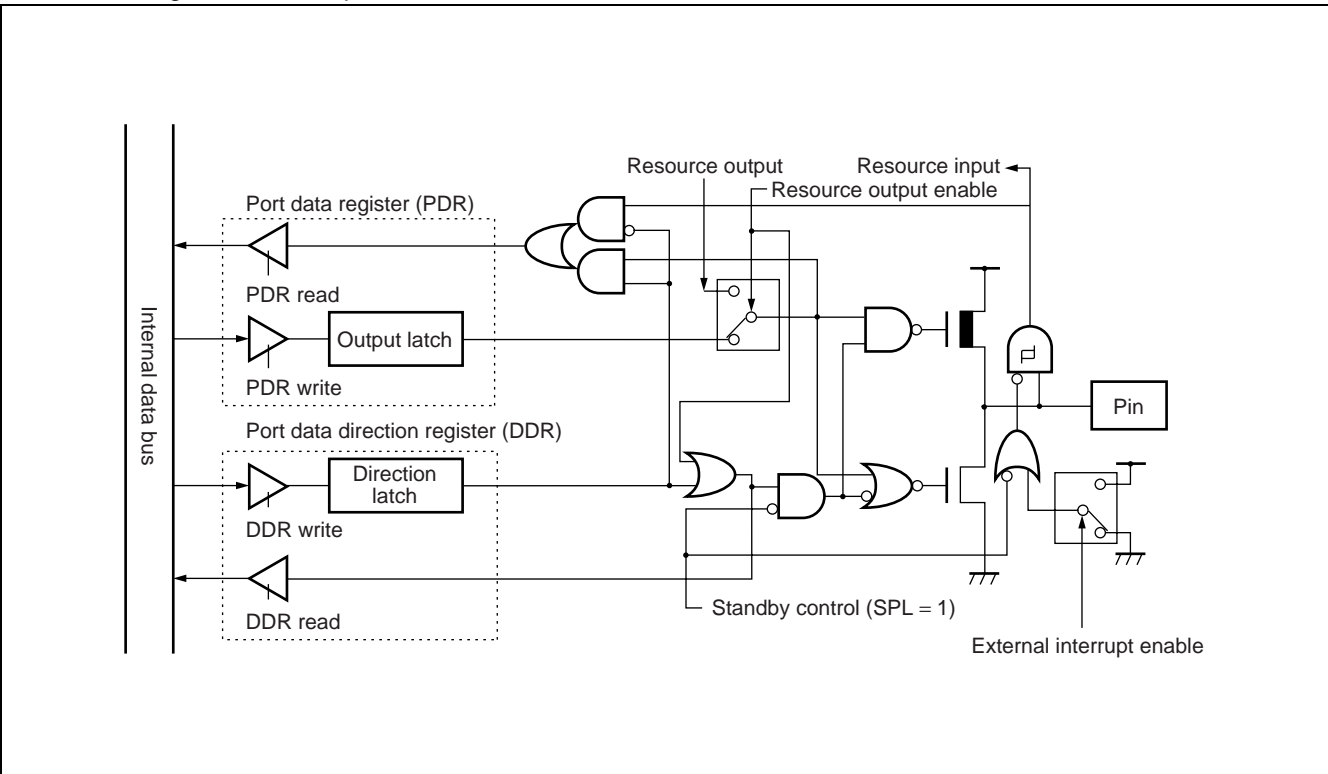 Resource output
Resource input
Resource output enable
Port data register (PDR)
PDR read
Output latch
PDR write
Internal data bus
Pin
Port data direction register (DDR)
Direction
latch
DDR write
DDR read
Standby control (SPL = 1)
External interrupt enable